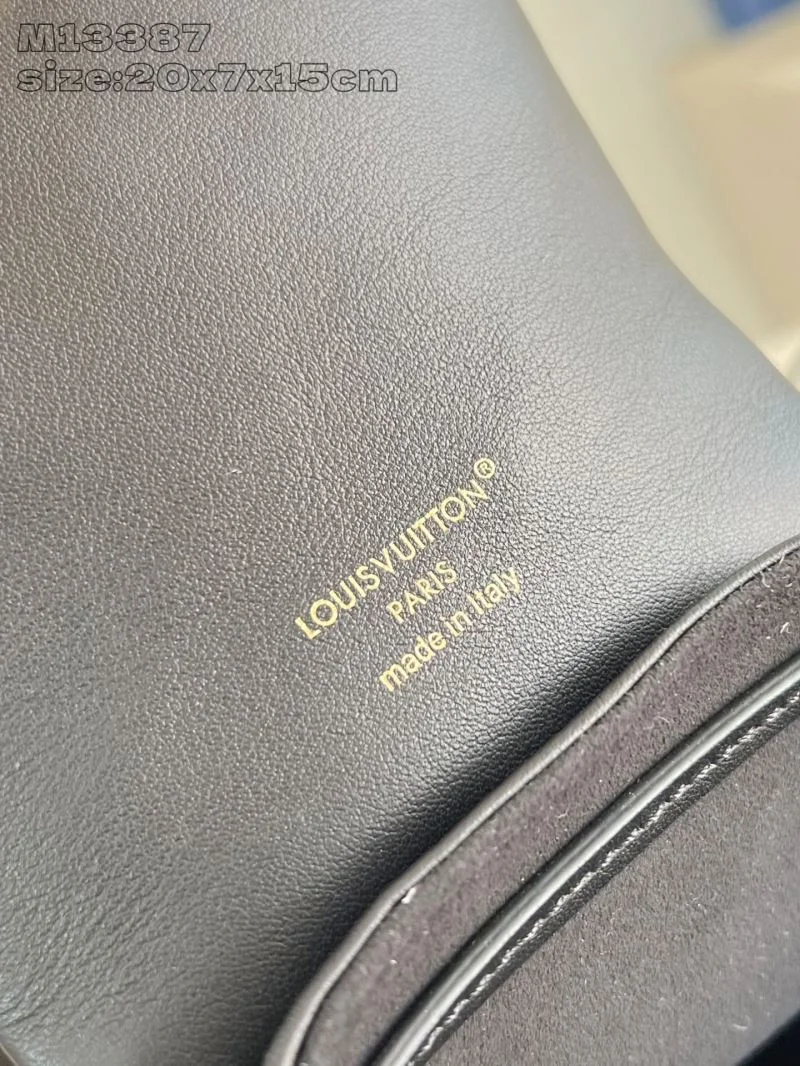 M13387
size:20x7x15cm
LOUIS VUITTON®
PARIS
made in Italy